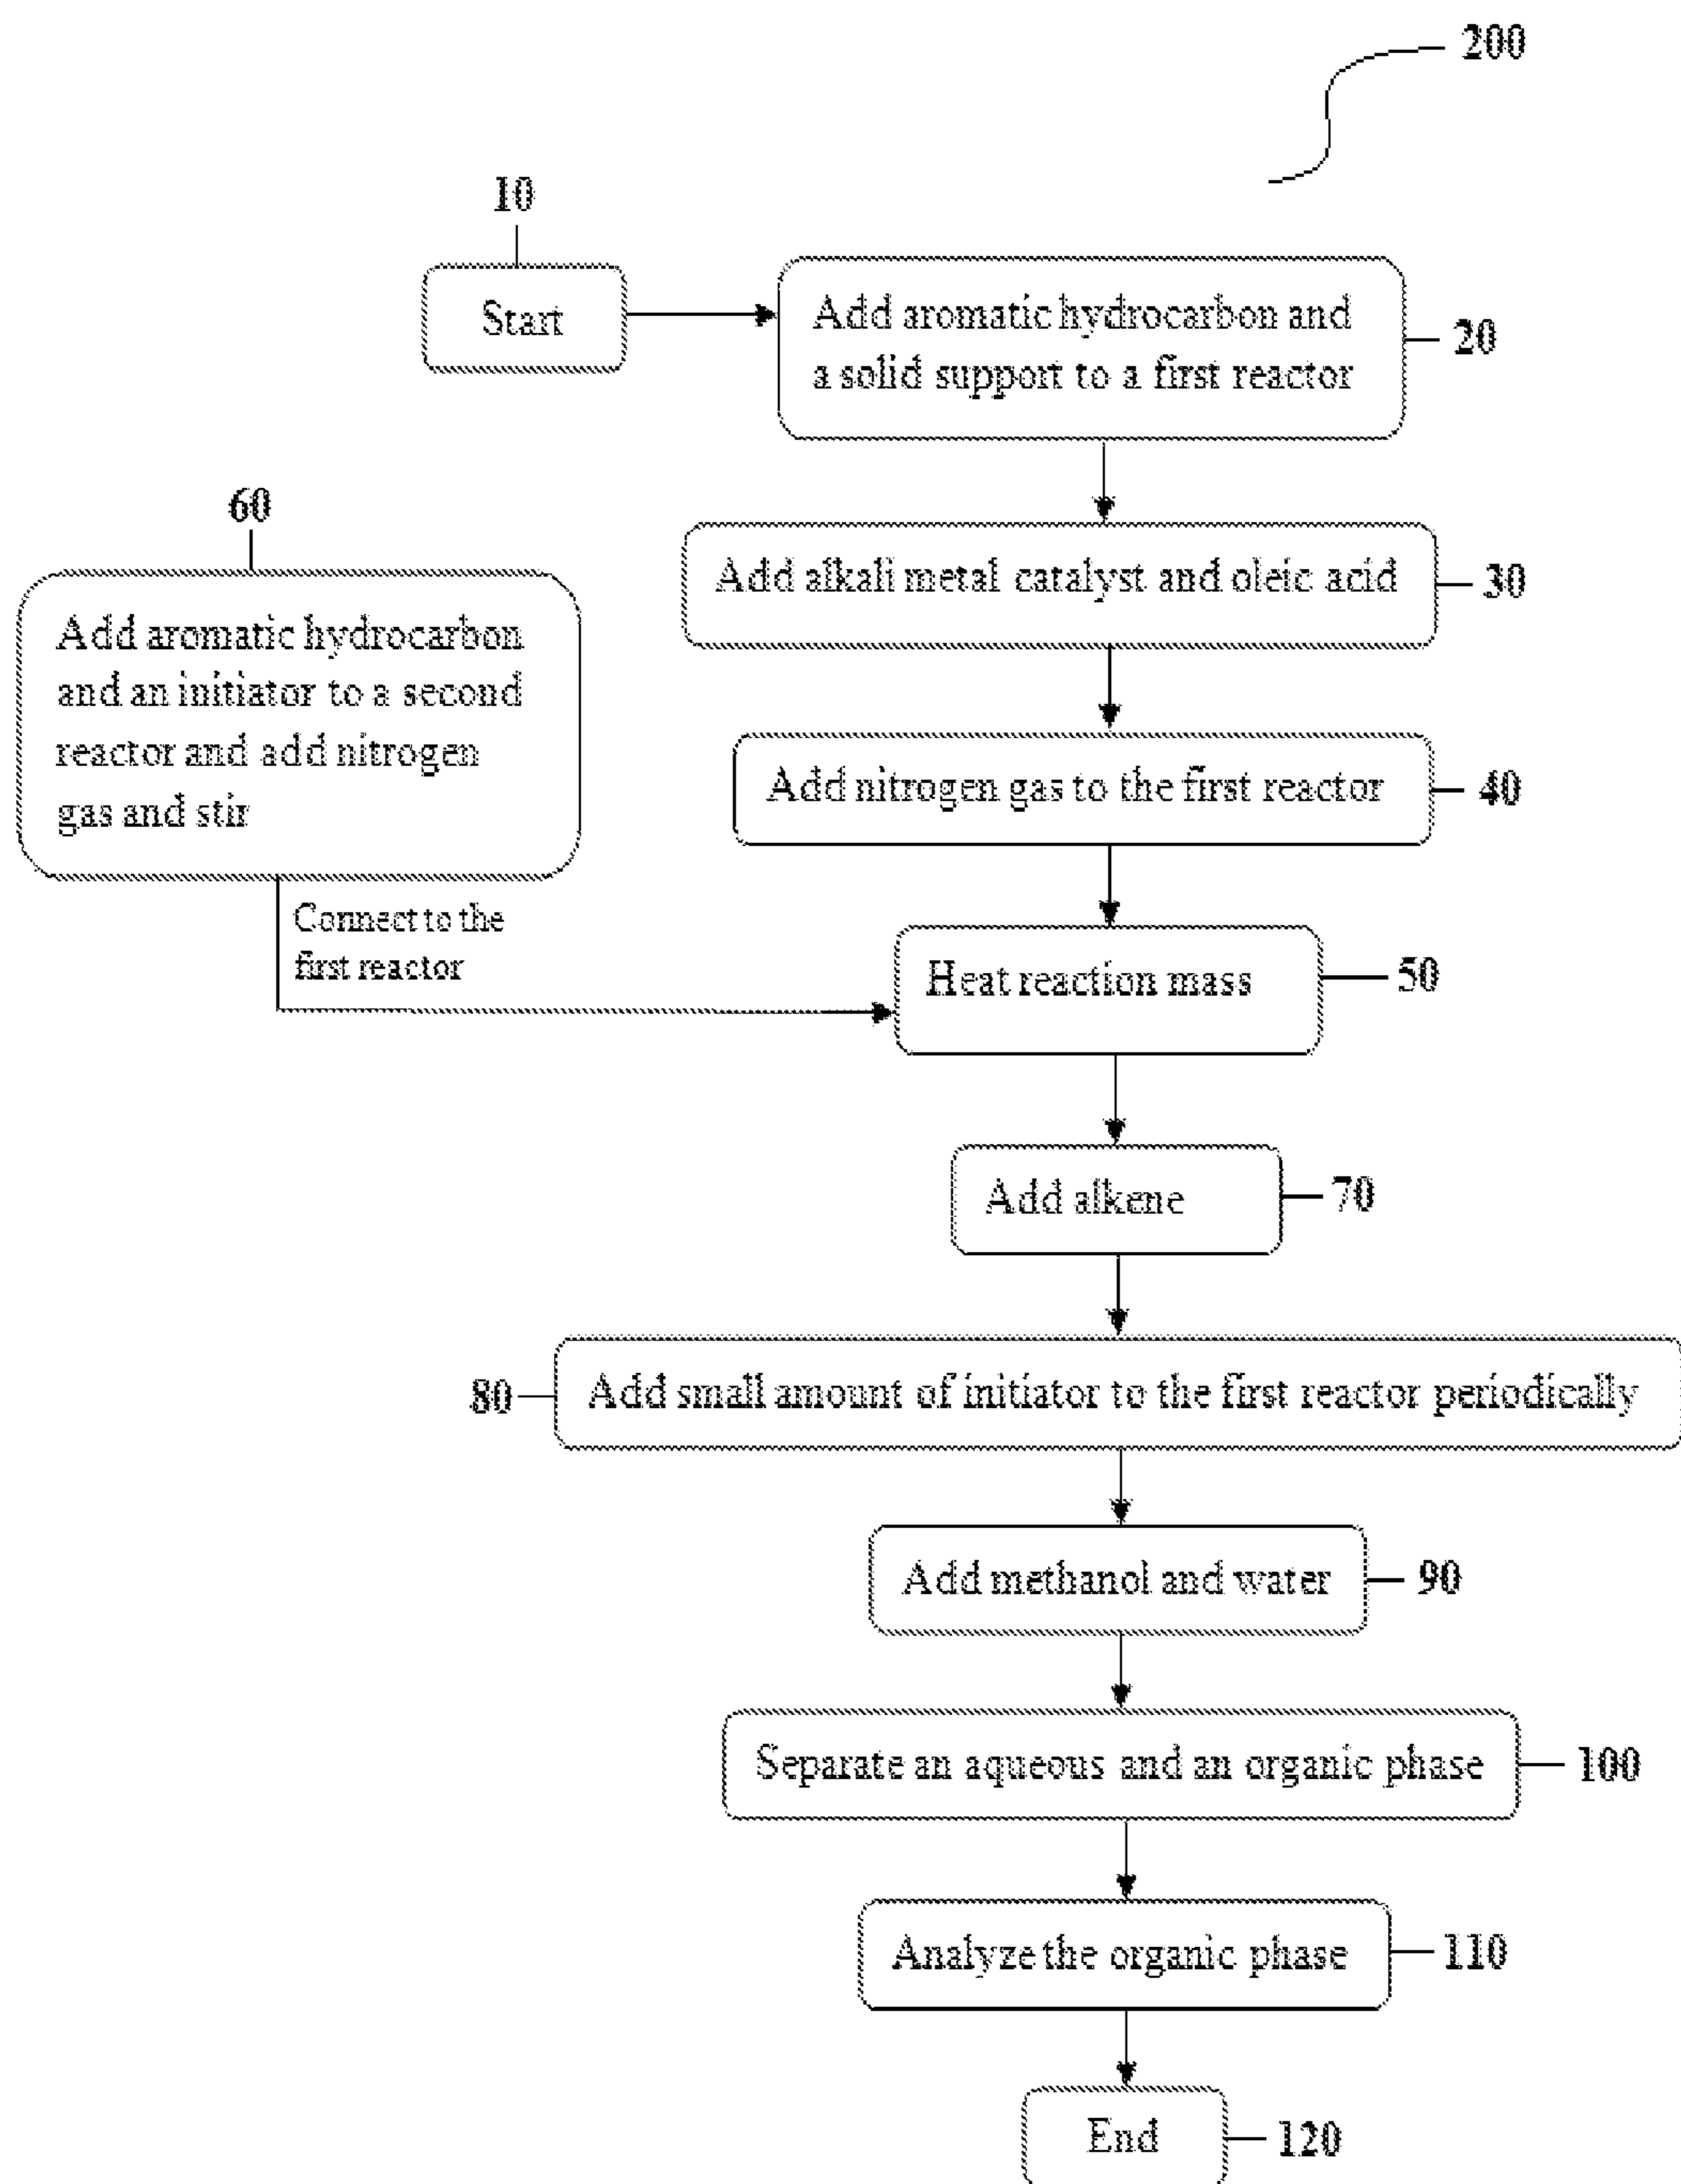 200
10
Start
Add aromatic hydrocarbon and
a solid support to a first reactor
20
60
Add alkali metal catalyst and oleic acid
30
Add aromatic hydrocarbon
and an initiator to a second
reactor and add nitrogen
gas and stir
Add nitrogen gas to the first reactor
40
Connect to the
first reactor
Heat reaction mass
50
Add alkene
70
80
Add small amount of initiator to the first reactor periodically
Add methanol and water
90
Separate an aqueous and an organic phase
100
Analyze the organic phase
110
End
120